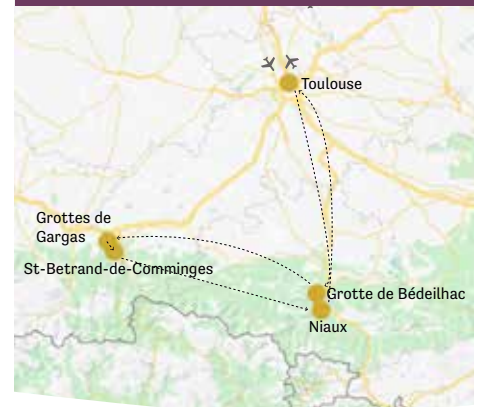 Toulouse
Grottes de
Gargas
St-Betrand-de-Comminges
Grotte de Bédeilhac
Niaux